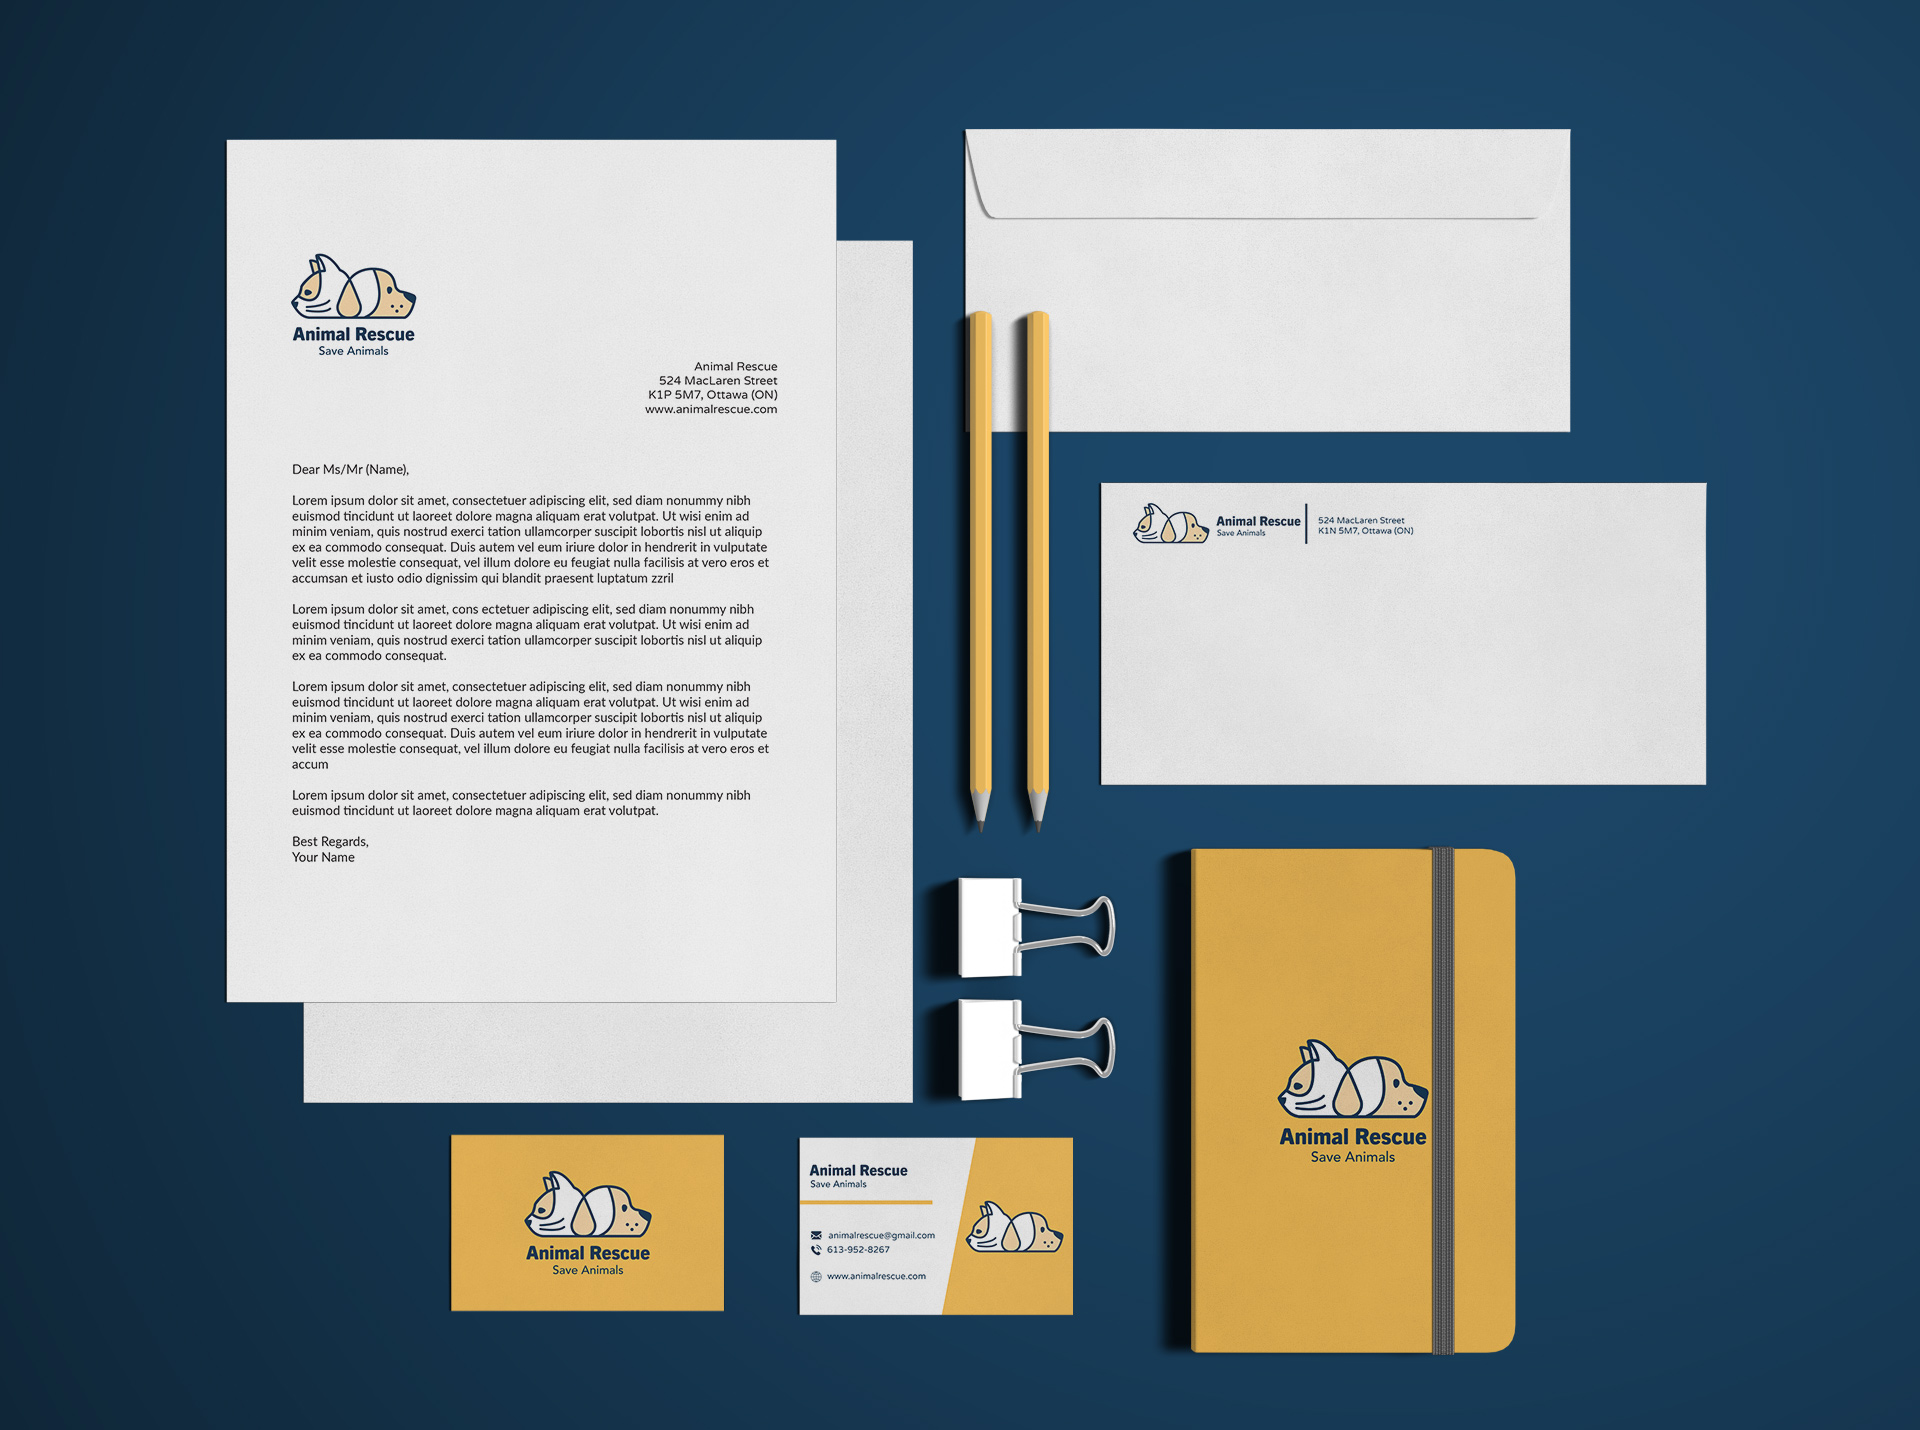 Animal Rescue
Save Animals
Animal Rescue
524 MacLaren Street
K1P 5M7, Ottawa (ON)
www.animalrescue.com
Dear Ms/Mr (Name),
Lorem ipsum dolor sit amet, consectetuer adipiscing elit, sed diam nonummy nibh
euismod tincidunt ut laoreet dolore magna aliquam erat volutpat. Ut wisi enim ad
minim veniam, quis nostrud exerci tation ullamcorper suscipit lobortis nisl ut aliquip
ex ea commodo consequat. Duis autem vel eum iriure dolor in hendrerit in vulputate
velit esse molestie consequat, vel illum dolore eu feugiat nulla facilisis at vero eros et
accumsan et iusto odio dignissim qui blandit praesent luptatum zzril
Lorem ipsum dolor sit amet, cons ectetuer adipiscing elit, sed diam nonummy nibh
euismod tincidunt ut laoreet dolore magna aliquam erat volutpat. Ut wisi enim ad
minim veniam, quis nostrud exerci tation ullamcorper suscipit lobortis nisl ut aliquip
ex ea commodo consequat.
Lorem ipsum dolor sit amet, consectetuer adipiscing elit, sed diam nonummy nibh
euismod tincidunt ut laoreet dolore magna aliquam erat volutpat. Ut wisi enim ad
minim veniam, quis nostrud exerci tation ullamcorper suscipit lobortis nisl ut aliquip
ex ea commodo consequat. Duis autem vel eum iriure dolor in hendrerit in vulputate
velit esse molestie consequat, vel illum dolore eu feugiat nulla facilisis at vero eros et
accum
Lorem ipsum dolor sit amet, consectetuer adipiscing elit, sed diam nonummy nibh
euismod tincidunt ut laoreet dolore magna aliquam erat volutpat.
Best Regards,
Your Name
Animal Rescue
Save Animals
524 MacLaren Street
K1N 5M7, Ottawa (ON)
Animal Rescue
Save Animals
Animal Rescue
Save Animals
animalrescue@gmail.com
613-952-8267
www.animalrescue.com
Animal Rescue
Save Animals